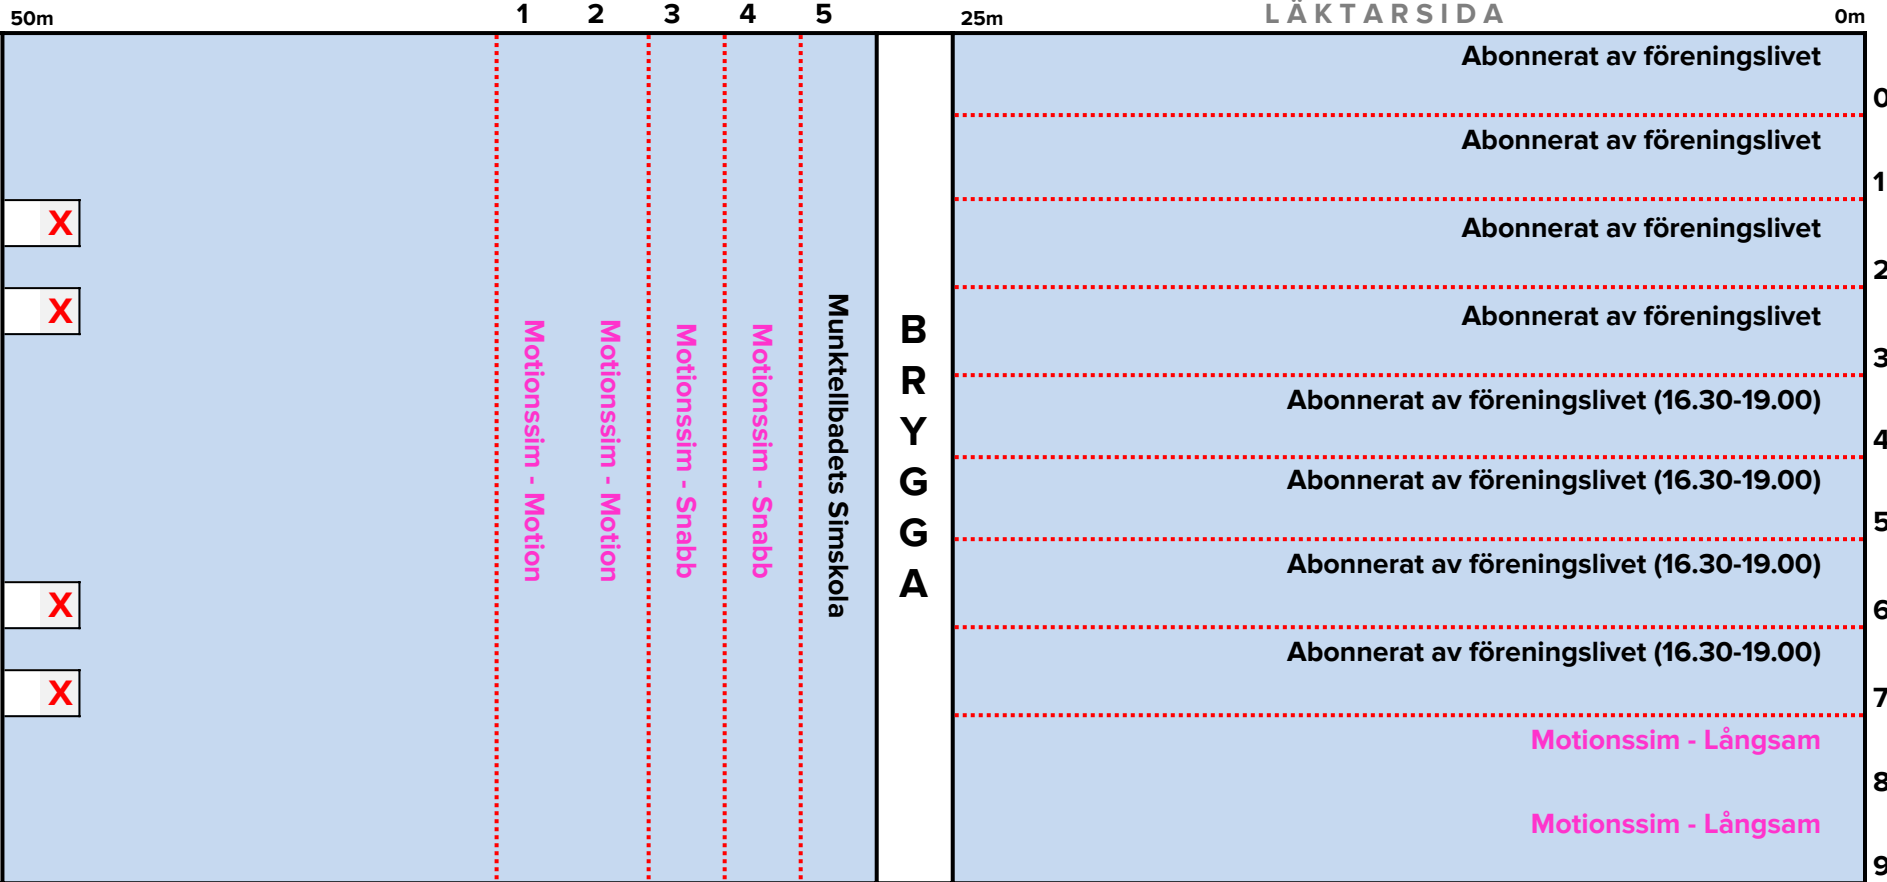 50m 1 2 3 4 5 25m LÄKTARSIDA 0m
Abonnerat av föreningslivet
0
Abonnerat av föreningslivet
1
X
Abonnerat av föreningslivet
2
X
Abonnerat av föreningslivet
3
Abonnerat av föreningslivet (16.30-19.00)
4
Abonnerat av föreningslivet (16.30-19.00)
5
Abonnerat av föreningslivet (16.30-19.00)
6
X
Abonnerat av föreningslivet (16.30-19.00)
7
X
Motionssim - Långsam
8
Motionssim - Långsam
9
Motionssim - Motion
Motionssim - Motion
Motionssim - Snabb
Motionssim - Snabb
Munktellbadets Simskola
B
R
Y
G
G
A